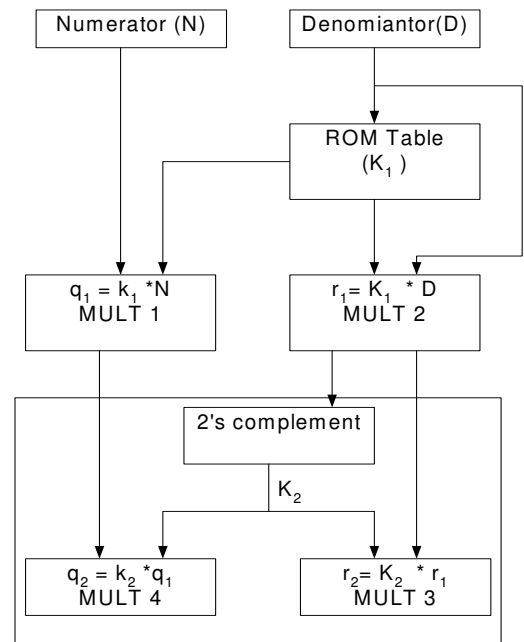 Numerator (N)
Denomiantor(D)
ROM Table
(K₁ )
q₁ = k₁ *N
MULT 1
r₁= K₁ * D
MULT 2
2's complement
K₂
q₂ = k₂ *q₁
MULT 4
r₂= K₂ * r₁
MULT 3